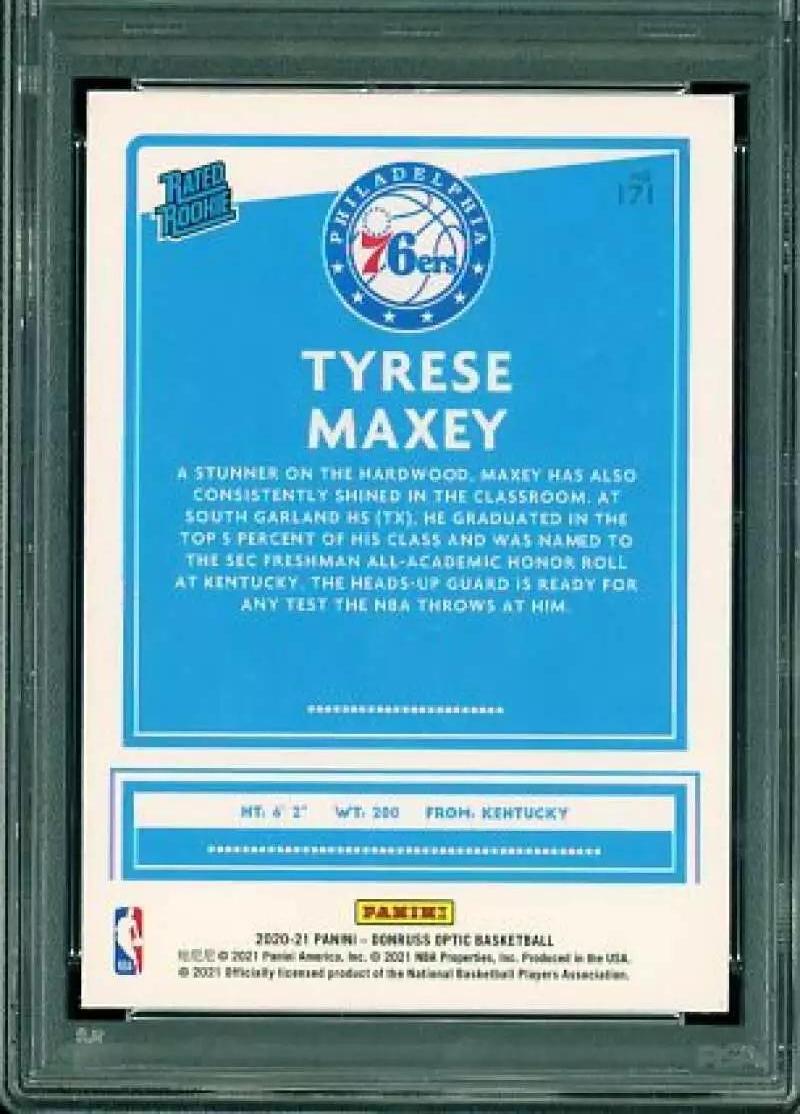 RATED
ROOKIE
NO.
171
PHILADELPHIA
76ers
TYRESE
MAXEY
A STUNNER ON THE HARDWOOD, MAXEY HAS ALSO
CONSISTENTLY SHINED IN THE CLASSROOM. AT
SOUTH GARLAND HS (TX), HE GRADUATED IN THE
TOP 5 PERCENT OF HIS CLASS AND WAS NAMED TO
THE SEC FRESHMAN ALL-ACADEMIC HONOR ROLL
AT KENTUCKY. THE HEADS-UP GUARD IS READY FOR
ANY TEST THE NBA THROWS AT HIM.
HT: 6' 2" WT: 200 FROM: KENTUCKY
PANINI
NBA
2020-21 PANINI – DONRUSS OPTIC BASKETBALL
帕尼尼 © 2021 Panini America, Inc. © 2021 NBA Properties, Inc. Produced in the USA.
© 2021 Officially licensed product of the National Basketball Players Association.